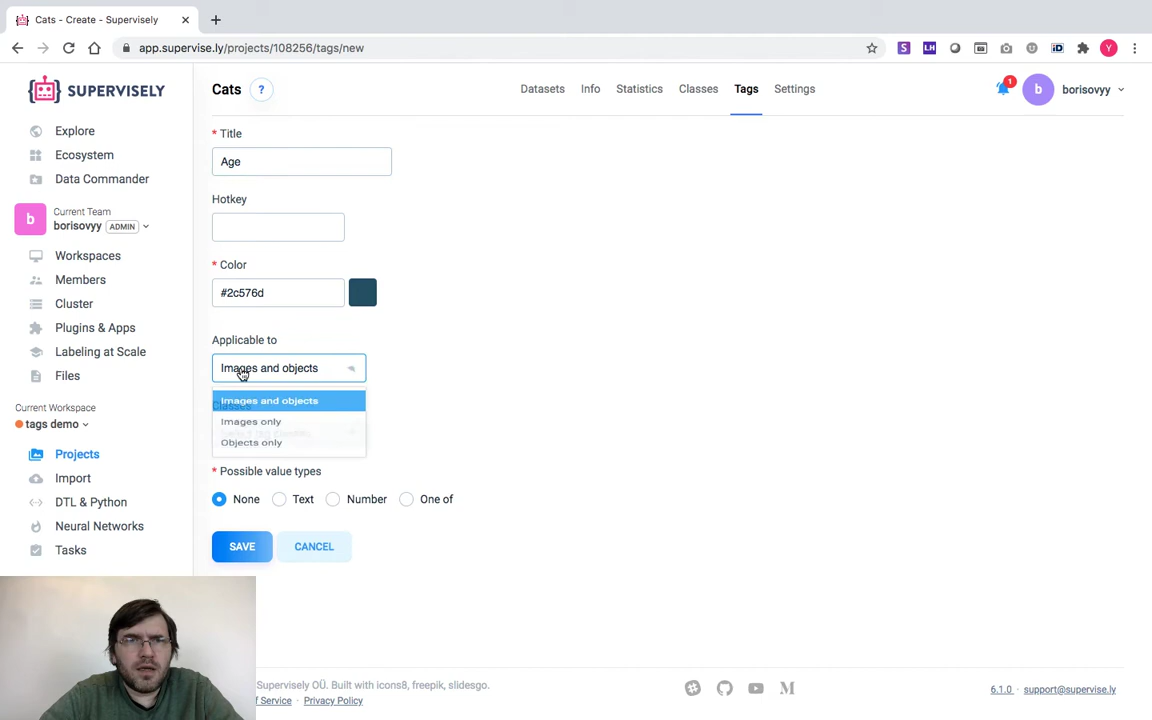 Cats - Create - Supervisely
app.supervise.ly/projects/108256/tags/new
SUPERVISELY
Explore
Ecosystem
Data Commander
b
Current Team
borisovyy ADMIN
Workspaces
Members
Cluster
Plugins & Apps
Labeling at Scale
Files
Current Workspace
tags demo
Projects
Import
DTL & Python
Neural Networks
Tasks
Cats ?
Datasets
Info
Statistics
Classes
Tags
Settings
1
b
borisovyy
S
LH
iD
Y
* Title
Age
Hotkey
* Color
#2c576d
Applicable to
Images and objects
Images and objects
Images only
Objects only
* Possible value types
None
Text
Number
One of
SAVE
CANCEL
Supervisely OÜ. Built with icons8, freepik, slidesgo.
of Service · Privacy Policy
6.1.0 · support@supervise.ly